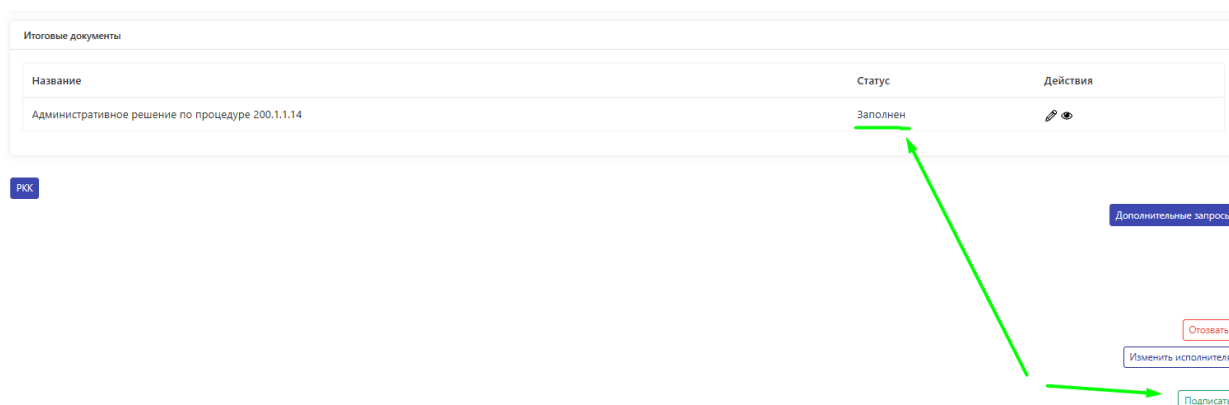 Итоговые документы
Название Статус Действия
Административное решение по процедуре 200.1.1.14 Заполнен
РКК
Дополнительные запросы
Отозвать
Изменить исполнителя
Подписать